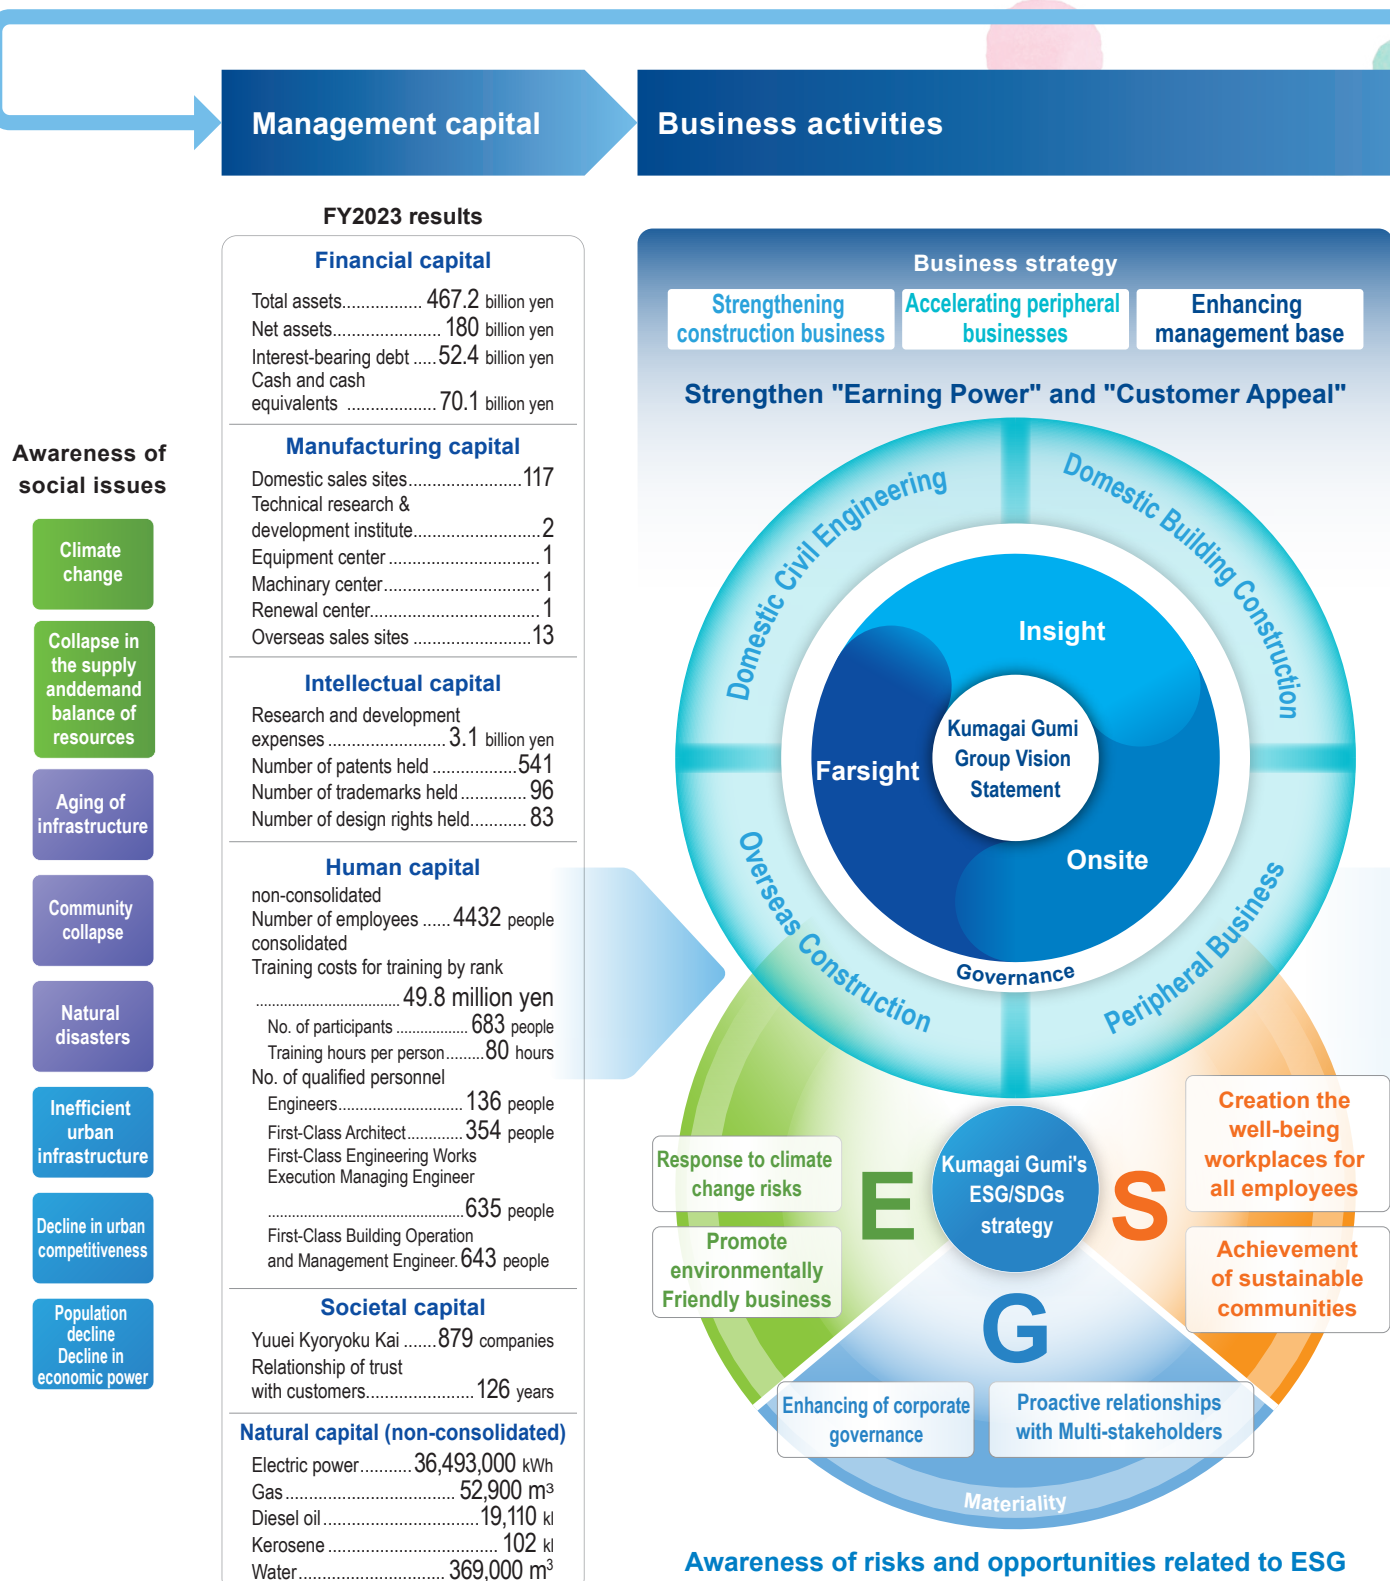 Management capital
Business activities
Awareness of
social issues
Climate
change
Collapse in
the supply
anddemand
balance of
resources
Aging of
infrastructure
Community
collapse
Natural
disasters
Inefficient
urban
infrastructure
Decline in urban
competitiveness
Population
decline
Decline in
economic power
FY2023 results
Financial capital
Total assets................ 467.2 billion yen
Net assets...................... 180 billion yen
Interest-bearing debt .....52.4 billion yen
Cash and cash
equivalents ..................70.1 billion yen
Manufacturing capital
Domestic sales sites.......................117
Technical research &
development institute..........................2
Equipment center ...............................1
Machinary center................................1
Renewal center...................................1
Overseas sales sites ........................13
Intellectual capital
Research and development
expenses ........................ 3.1 billion yen
Number of patents held .................541
Number of trademarks held ............. 96
Number of design rights held............ 83
Human capital
non-consolidated
Number of employees ......4432 people
consolidated
Training costs for training by rank
.................................. 49.8 million yen
No. of participants ................. 683 people
Training hours per person.........80 hours
No. of qualified personnel
Engineers.............................. 136 people
First-Class Architect............. 354 people
First-Class Engineering Works
Execution Managing Engineer
...............................................635 people
First-Class Building Operation
and Management Engineer. 643 people
Societal capital
Yuuei Kyoryoku Kai .......879 companies
Relationship of trust
with customers......................126 years
Natural capital (non-consolidated)
Electric power...........36,493,000 kWh
Gas .................................. 52,900 m³
Diesel oil................................19,110 kl
Kerosene .................................. 102 kl
Water............................. 369,000 m³
Business strategy
Strengthening
construction business
Accelerating peripheral
businesses
Enhancing
management base
Strengthen "Earning Power" and "Customer Appeal"
Domestic Civil Engineering
Domestic Building Construction
Insight
Farsight
Kumagai Gumi
Group Vision
Statement
Onsite
Governance
Overseas Construction
Peripheral Business
Response to climate
change risks
Promote
environmentally
Friendly business
E
Kumagai Gumi's
ESG/SDGs
strategy
S
Creation the
well-being
workplaces for
all employees
Achievement
of sustainable
communities
G
Enhancing of corporate
governance
Proactive relationships
with Multi-stakeholders
Materiality
Awareness of risks and opportunities related to ESG